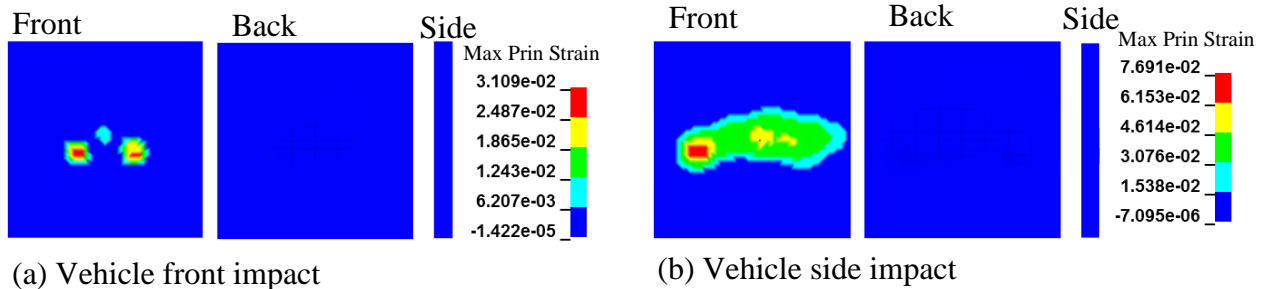 Front
Back
Side
Max Prin Strain
3.109e-02
2.487e-02
1.865e-02
1.243e-02
6.207e-03
-1.422e-05
(a) Vehicle front impact
Front
Back
Side
Max Prin Strain
7.691e-02
6.153e-02
4.614e-02
3.076e-02
1.538e-02
-7.095e-06
(b) Vehicle side impact